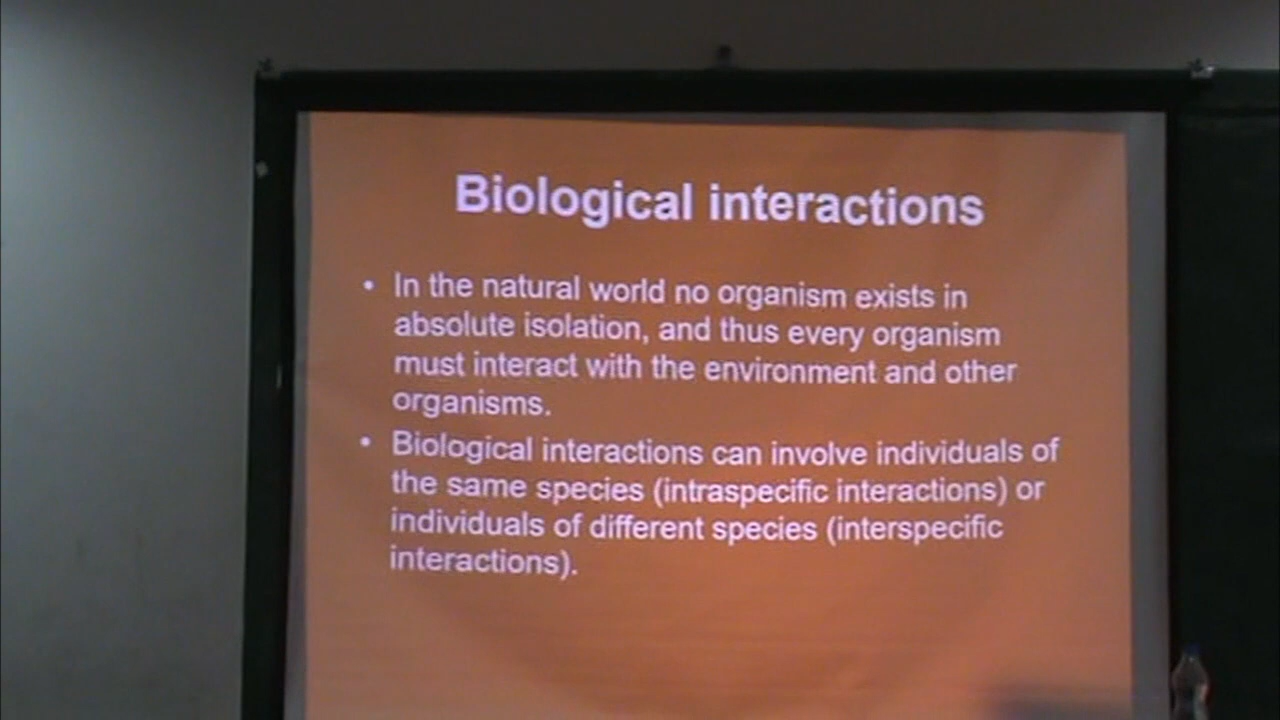 Biological interactions
• In the natural world no organism exists in
absolute isolation, and thus every organism
must interact with the environment and other
organisms.
• Biological interactions can involve individuals of
the same species (intraspecific interactions) or
individuals of different species (interspecific
interactions).